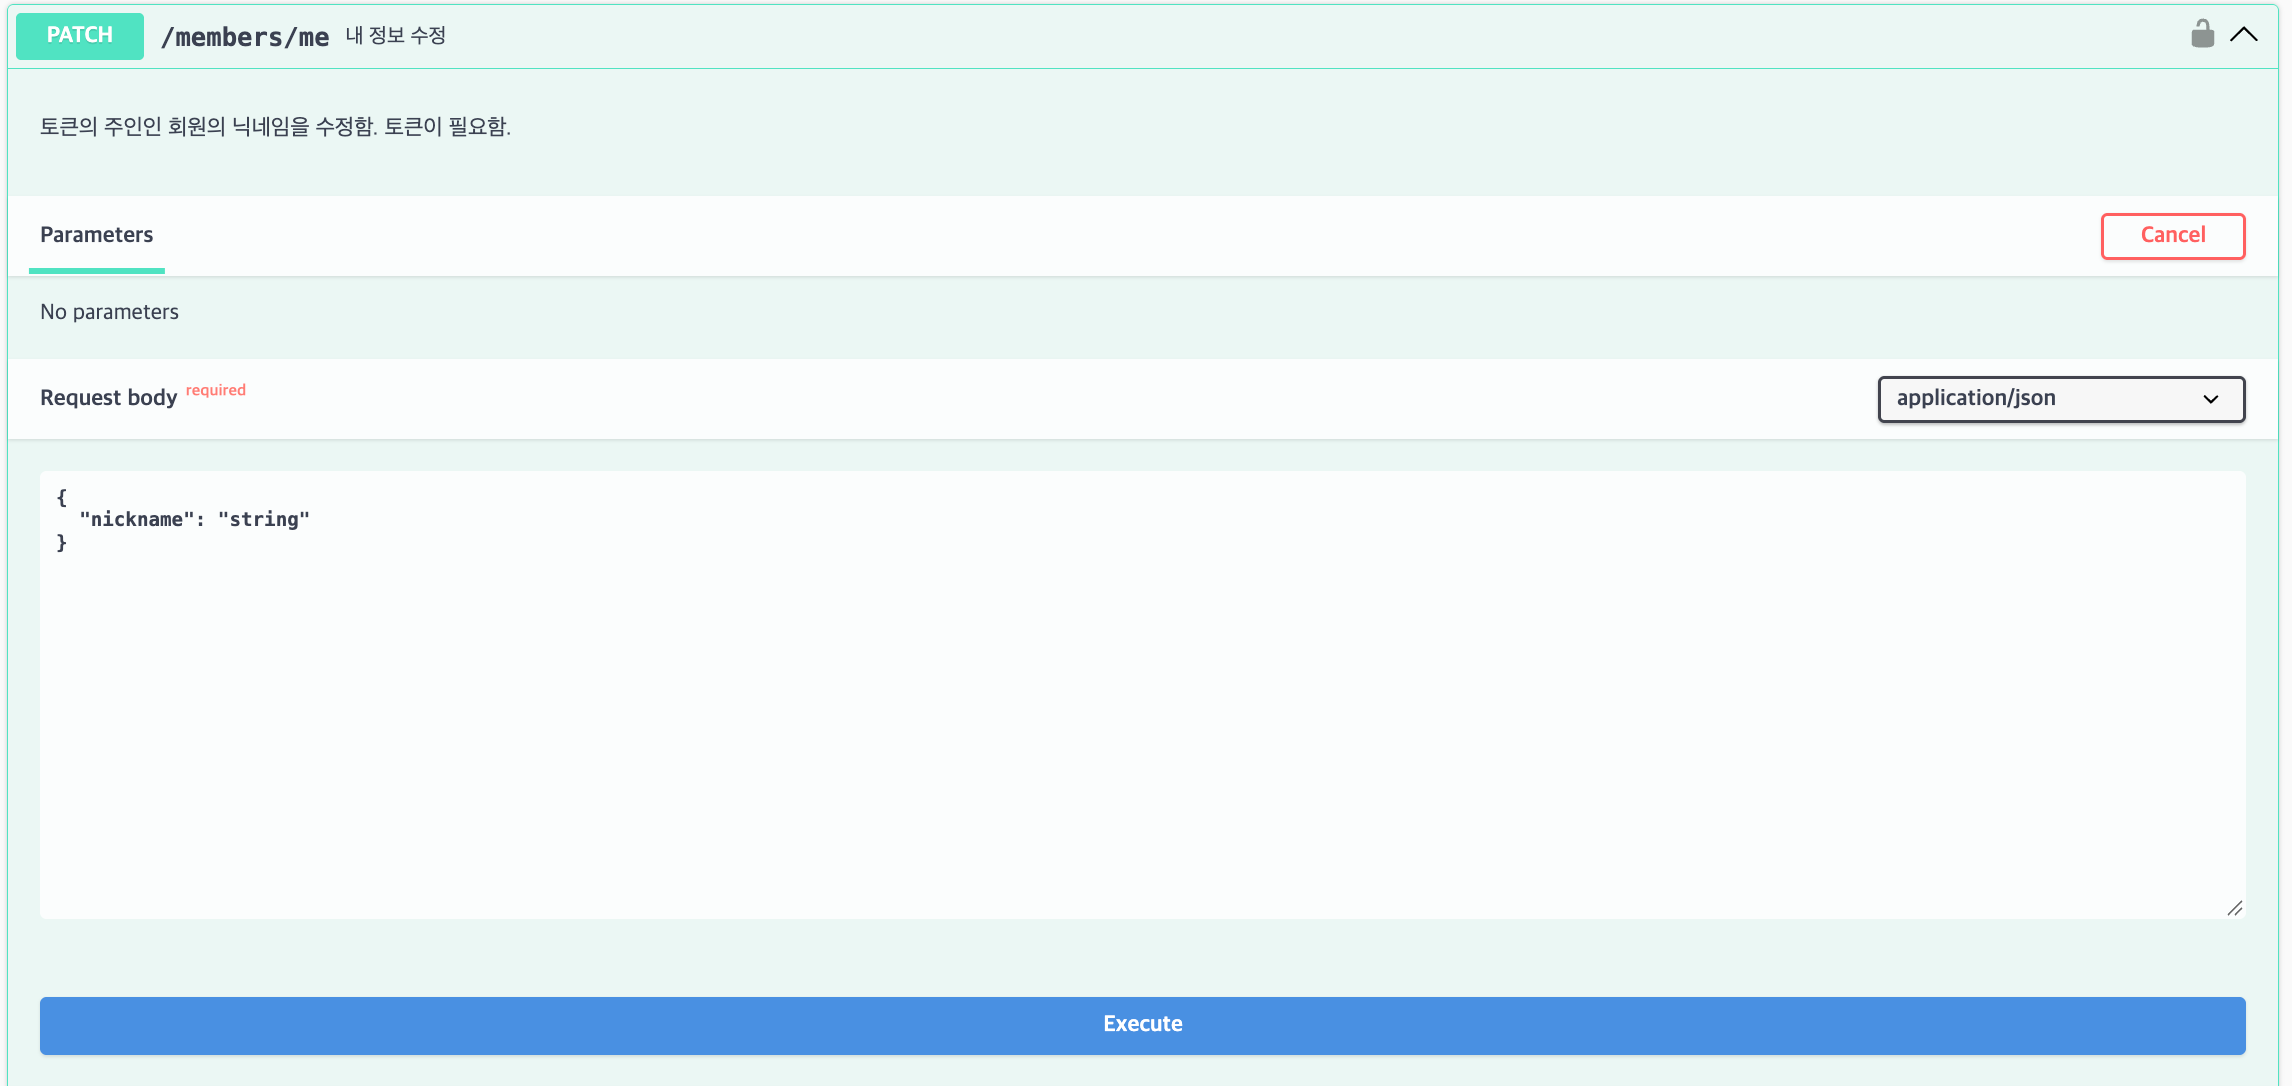 PATCH /members/me 내 정보 수정
토큰의 주인인 회원의 닉네임을 수정함. 토큰이 필요함.
Parameters Cancel
No parameters
Request body required application/json
{
"nickname": "string"
}
Execute